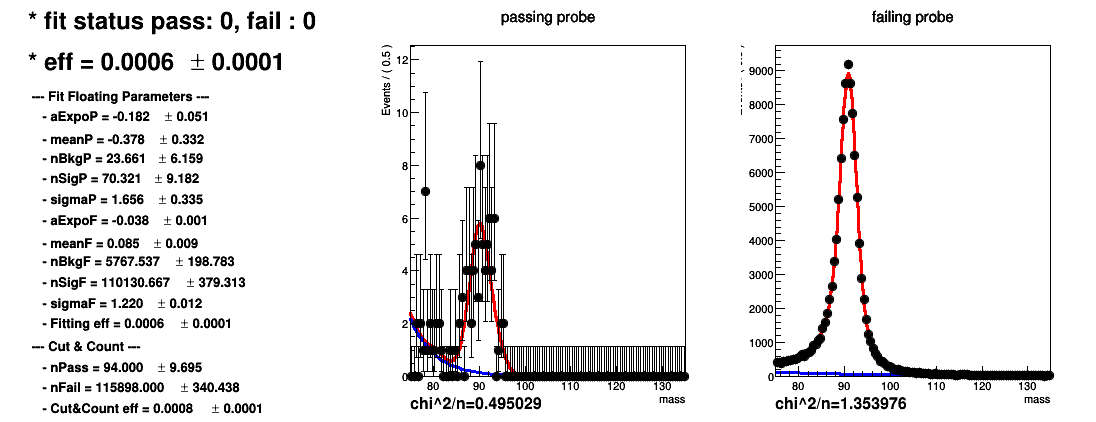 * fit status pass: 0, fail : 0
* eff = 0.0006 ± 0.0001
--- Fit Floating Parameters ---
- aExpoP = -0.182 ± 0.051
- meanP = -0.378 ± 0.332
- nBkgP = 23.661 ± 6.159
- nSigP = 70.321 ± 9.182
- sigmaP = 1.656 ± 0.335
- aExpoF = -0.038 ± 0.001
- meanF = 0.085 ± 0.009
- nBkgF = 5767.537 ± 198.783
- nSigF = 110130.667 ± 379.313
- sigmaF = 1.220 ± 0.012
- Fitting eff = 0.0006 ± 0.0001
--- Cut & Count ---
- nPass = 94.000 ± 9.695
- nFail = 115898.000 ± 340.438
- Cut&Count eff = 0.0008 ± 0.0001
passing probe
Events / ( 0.5 )
12
10
8
6
4
2
0
80 90 100 110 120 130
mass
chi^2/n=0.495029
failing probe
9000
8000
7000
6000
5000
4000
3000
2000
1000
0
80 90 100 110 120 130
mass
chi^2/n=1.353976